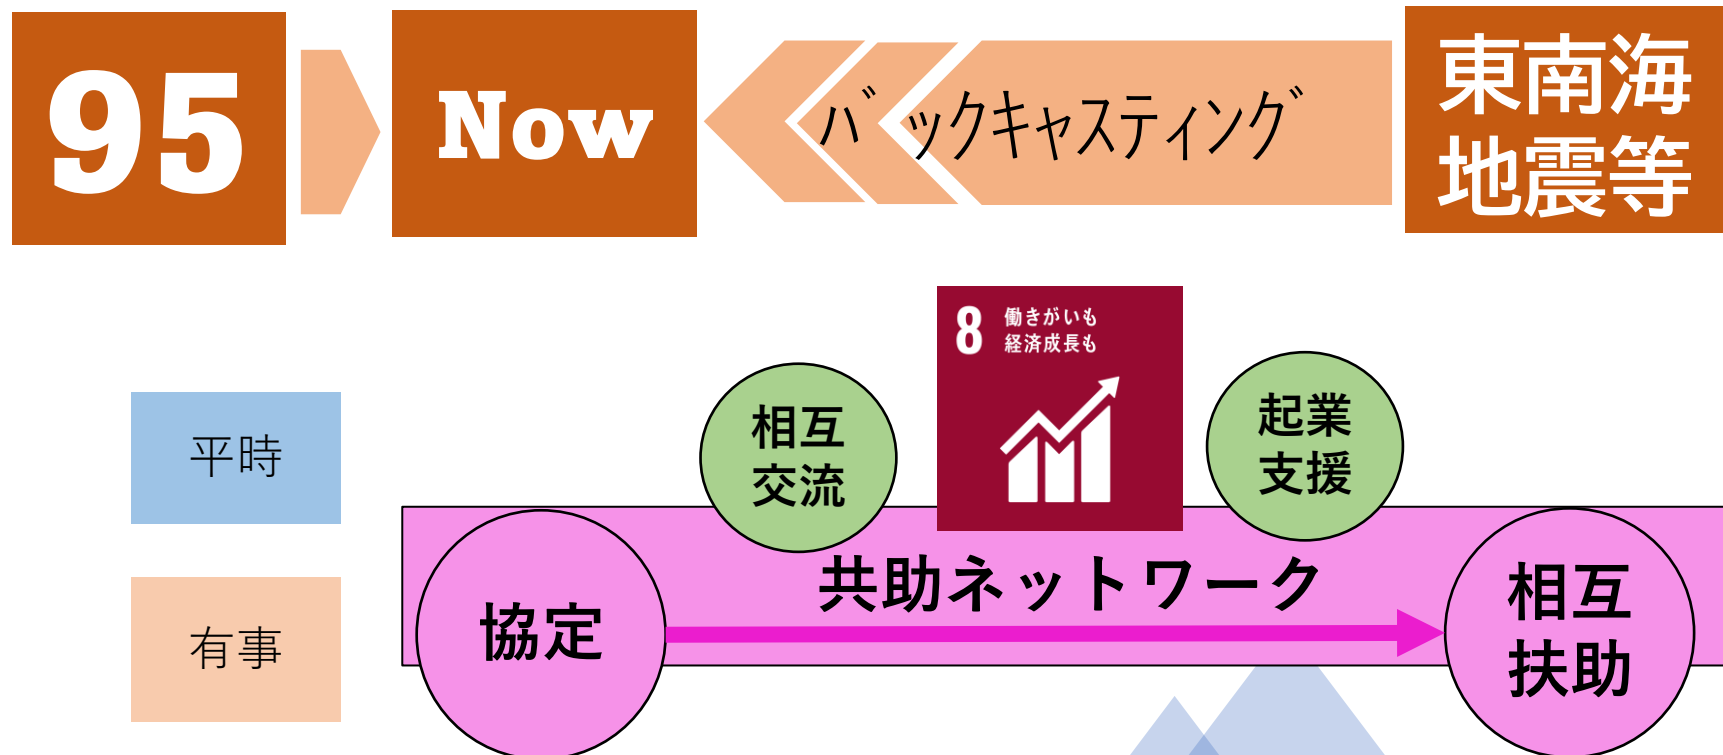 95
Now
バックキャスティング
東南海
地震等
8
働きがいも
経済成長も
相互
交流
起業
支援
平時
共助ネットワーク
協定
相互
扶助
有事